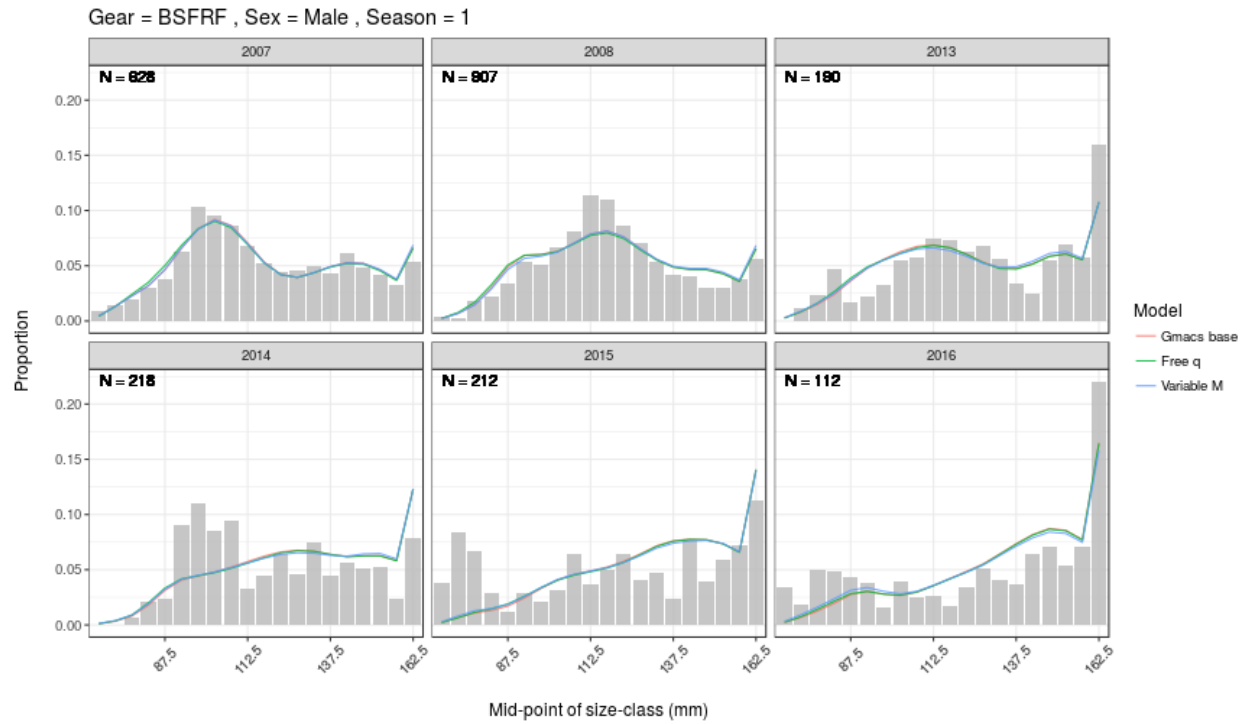 Gear = BSFRF , Sex = Male , Season = 1
2007
2008
2013
N = 628
N = 807
N = 190
0.20
0.15
0.10
0.05
0.00
2014
2015
2016
N = 218
N = 212
N = 112
0.20
0.15
0.10
0.05
0.00
87.5
112.5
137.5
162.5
87.5
112.5
137.5
162.5
87.5
112.5
137.5
162.5
Proportion
Mid-point of size-class (mm)
Model
Gmacs base
Free q
Variable M